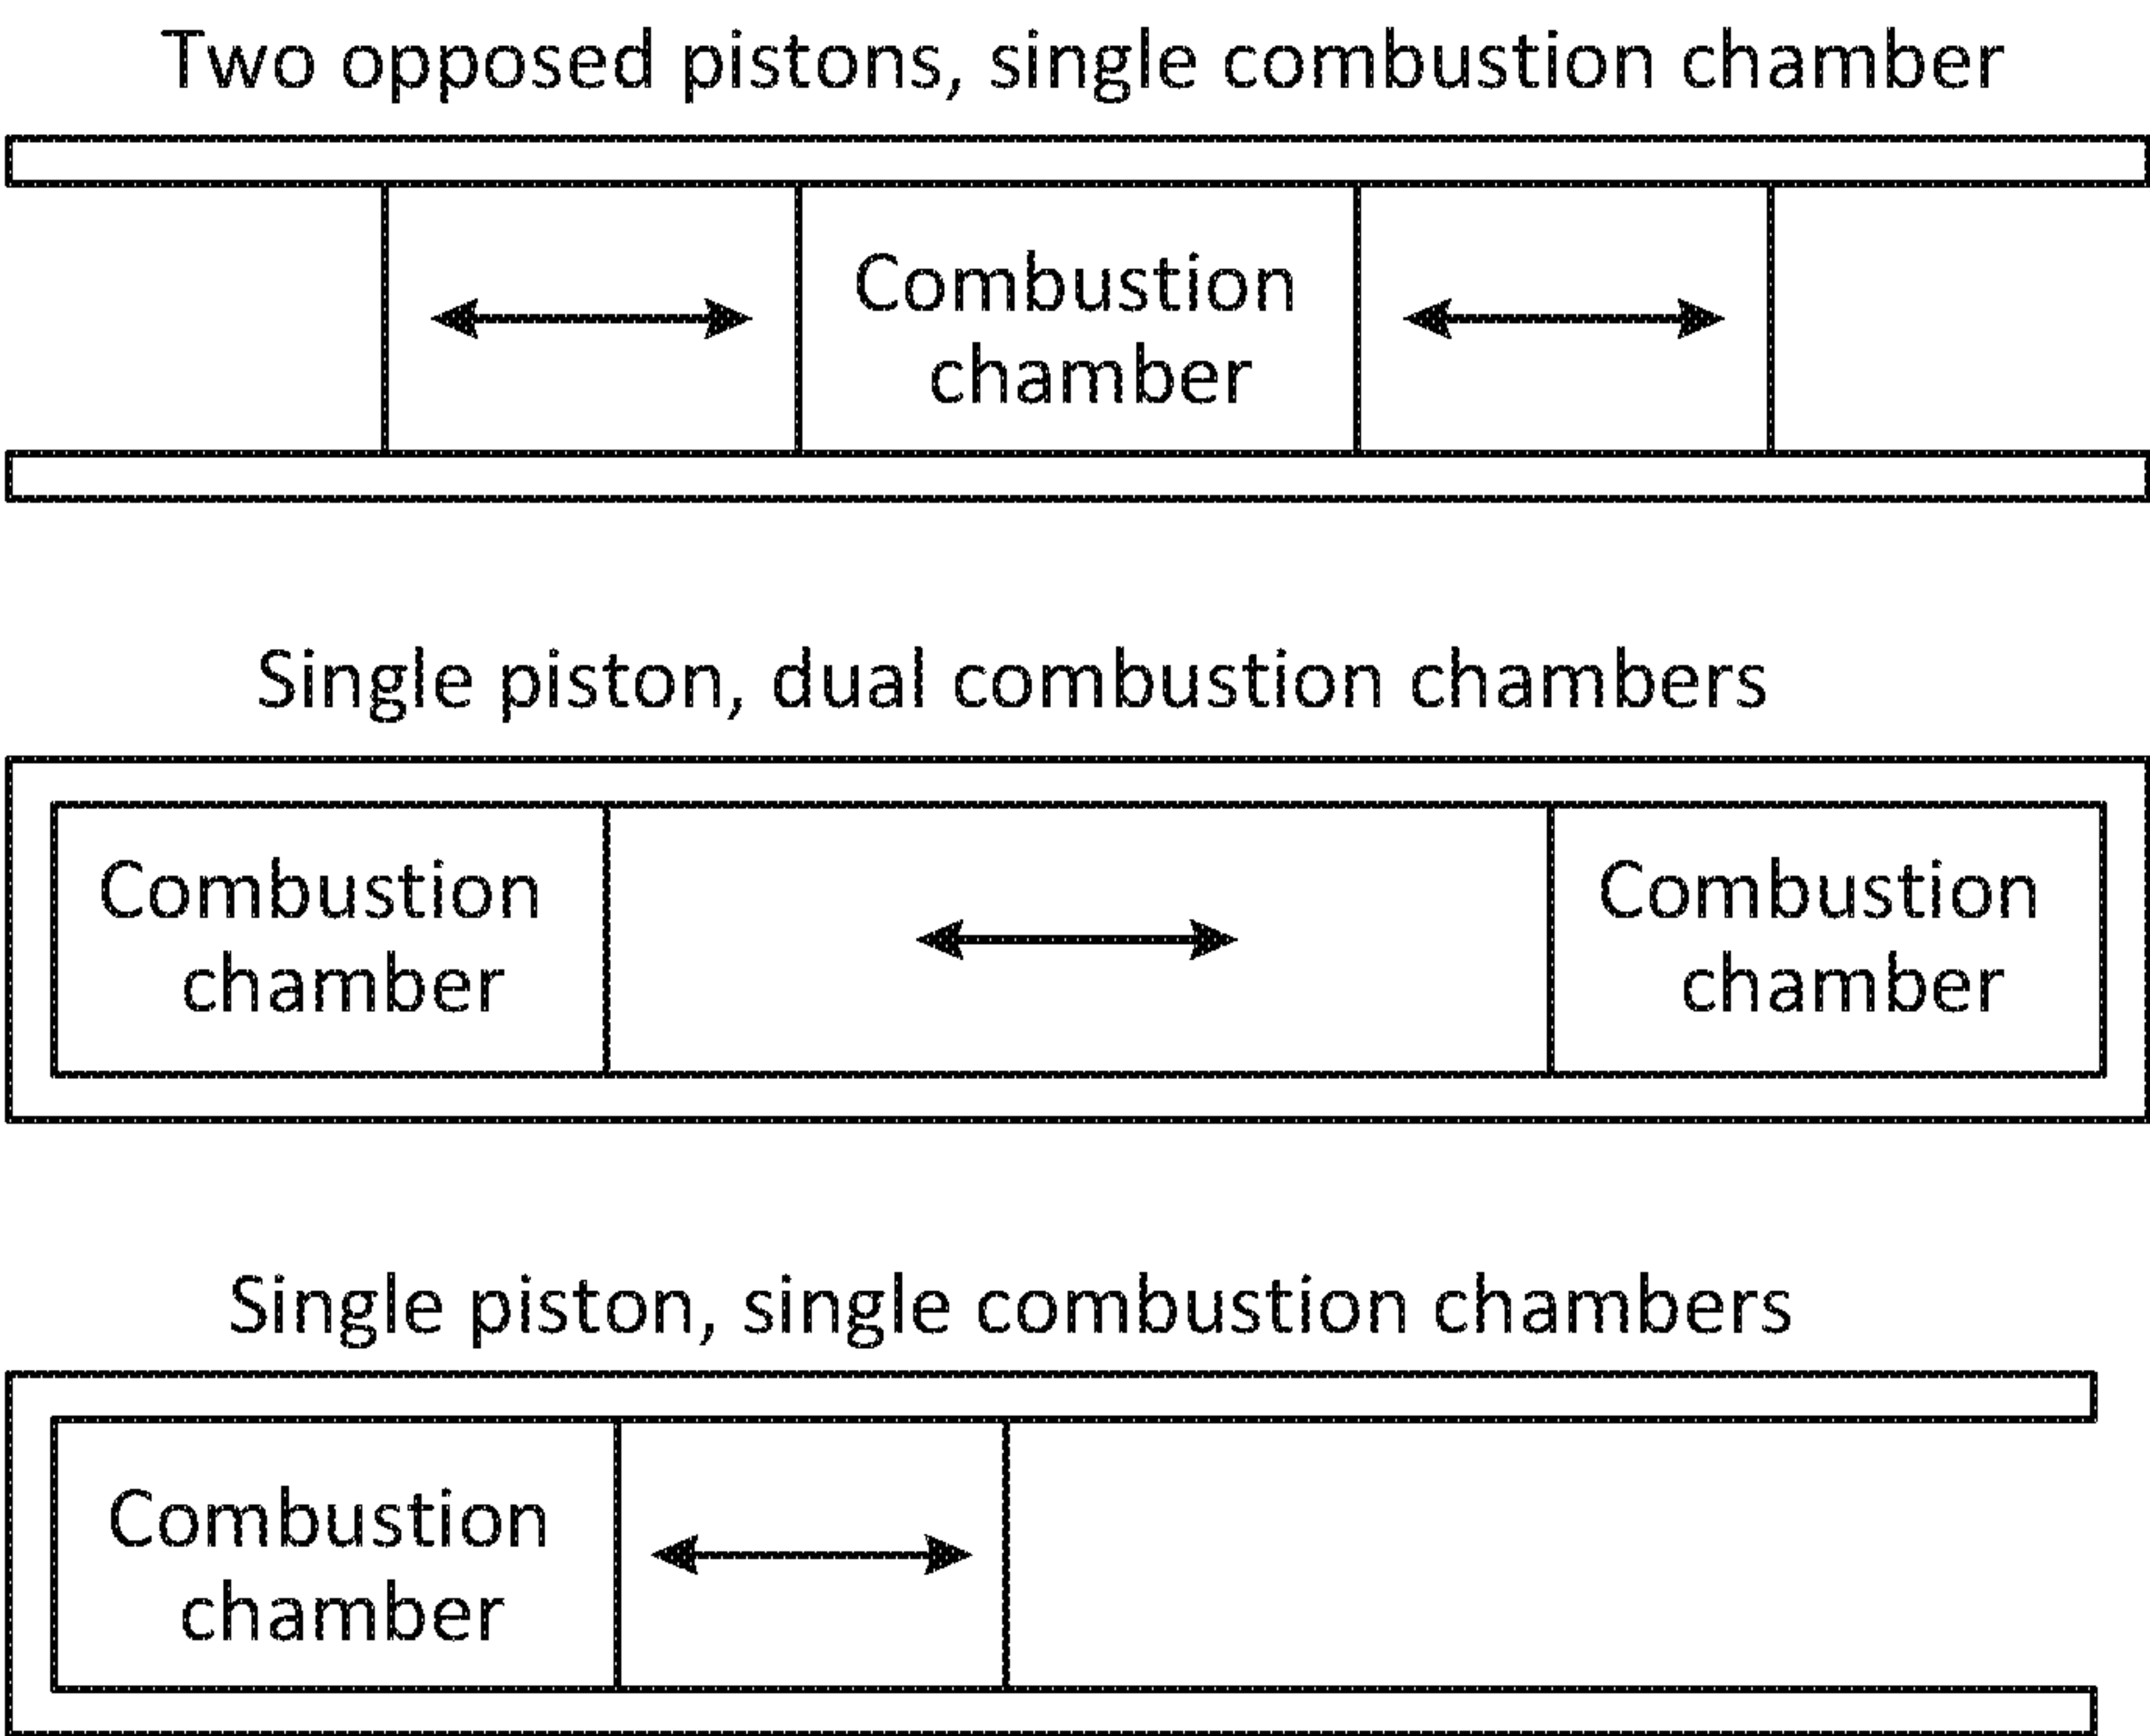 Two opposed pistons, single combustion chamber
Combustion
chamber
Single piston, dual combustion chambers
Combustion
chamber
Combustion
chamber
Single piston, single combustion chambers
Combustion
chamber